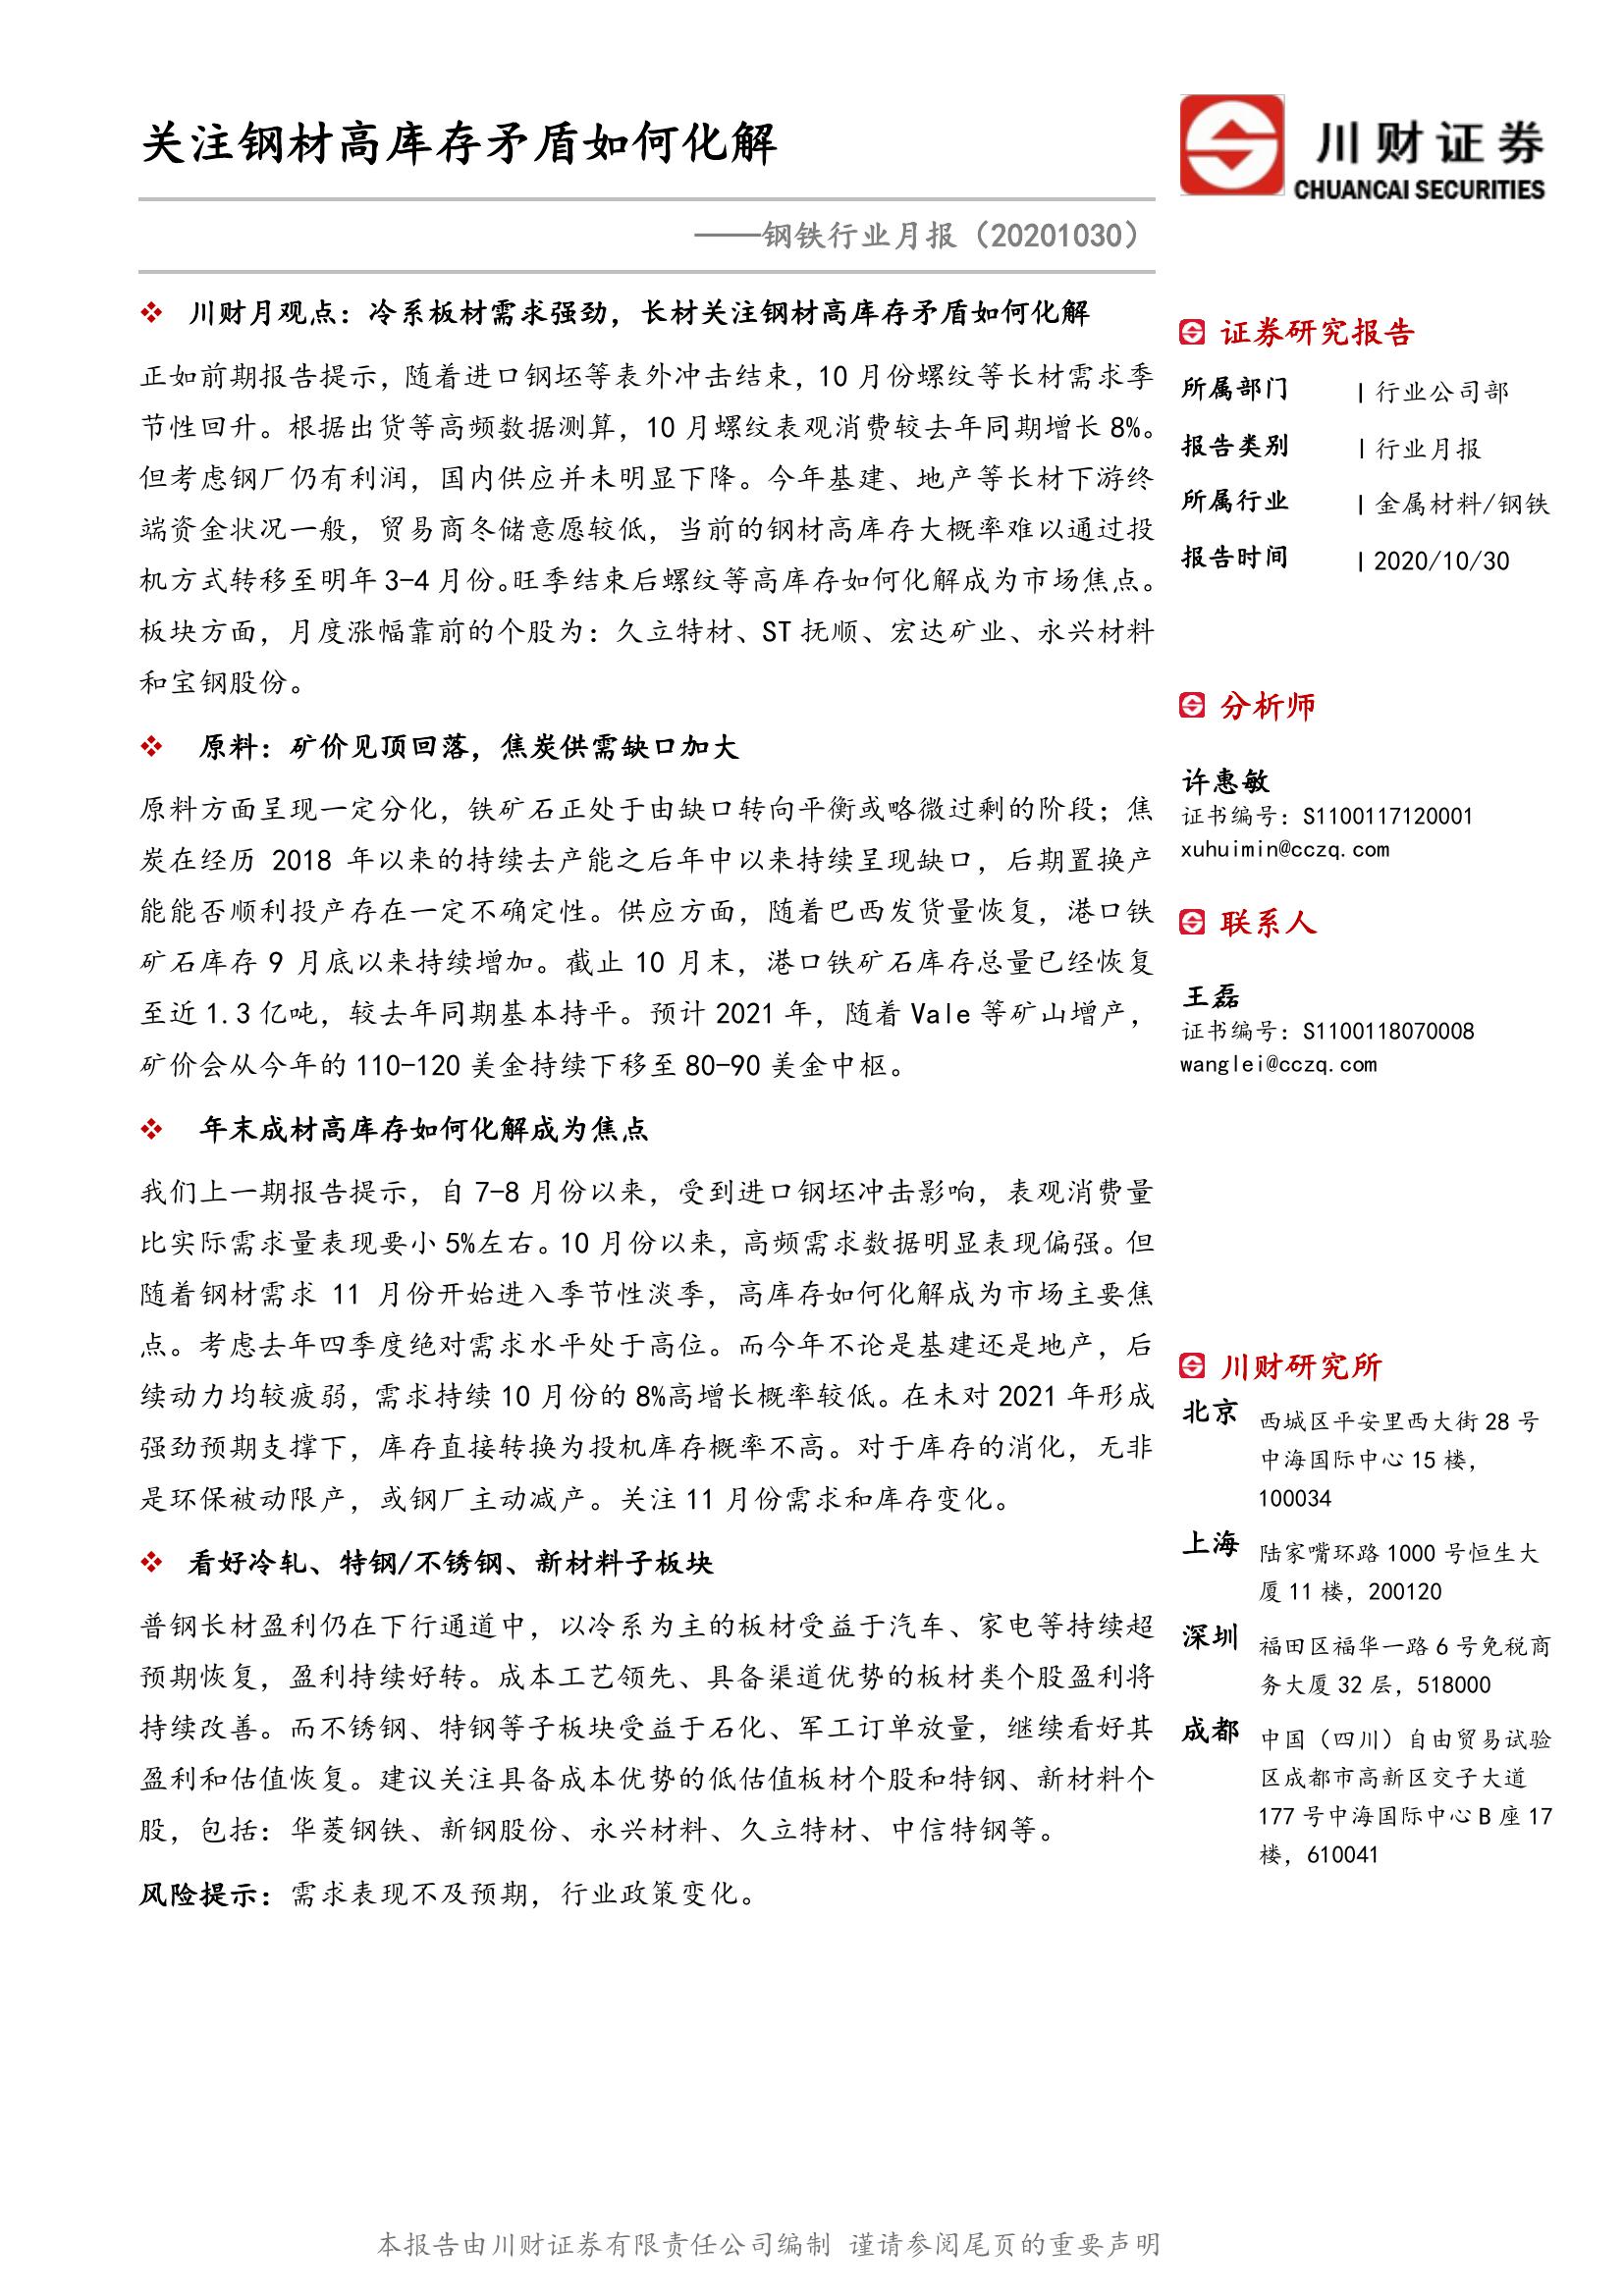 关注钢材高库存矛盾如何化解
川财证券
CHUANCAI SECURITIES
——钢铁行业月报（20201030）
川财月观点：冷系板材需求强劲，长材关注钢材高库存矛盾如何化解
正如前期报告提示，随着进口钢坯等表外冲击结束，10 月份螺纹等长材需求季
节性回升。根据出货等高频数据测算，10 月螺纹表观消费较去年同期增长 8%。
但考虑钢厂仍有利润，国内供应并未明显下降。今年基建、地产等长材下游终
端资金状况一般，贸易商冬储意愿较低，当前的钢材高库存大概率难以通过投
机方式转移至明年 3-4 月份。旺季结束后螺纹等高库存如何化解成为市场焦点。
板块方面，月度涨幅靠前的个股为：久立特材、ST 抚顺、宏达矿业、永兴材料
和宝钢股份。
原料：矿价见顶回落，焦炭供需缺口加大
原料方面呈现一定分化，铁矿石正处于由缺口转向平衡或略微过剩的阶段；焦
炭在经历 2018 年以来的持续去产能之后年中以来持续呈现缺口，后期置换产
能能否顺利投产存在一定不确定性。供应方面，随着巴西发货量恢复，港口铁
矿石库存 9 月底以来持续增加。截止 10 月末，港口铁矿石库存总量已经恢复
至近 1.3 亿吨，较去年同期基本持平。预计 2021 年，随着 Vale 等矿山增产，
矿价会从今年的 110-120 美金持续下移至 80-90 美金中枢。
年末成材高库存如何化解成为焦点
我们上一期报告提示，自 7-8 月份以来，受到进口钢坯冲击影响，表观消费量
比实际需求量表现要小 5%左右。10 月份以来，高频需求数据明显表现偏强。但
随着钢材需求 11 月份开始进入季节性淡季，高库存如何化解成为市场主要焦
点。考虑去年四季度绝对需求水平处于高位。而今年不论是基建还是地产，后
续动力均较疲弱，需求持续 10 月份的 8%高增长概率较低。在未对 2021 年形成
强劲预期支撑下，库存直接转换为投机库存概率不高。对于库存的消化，无非
是环保被动限产，或钢厂主动减产。关注 11 月份需求和库存变化。
看好冷轧、特钢/不锈钢、新材料子板块
普钢长材盈利仍在下行通道中，以冷系为主的板材受益于汽车、家电等持续超
预期恢复，盈利持续好转。成本工艺领先、具备渠道优势的板材类个股盈利将
持续改善。而不锈钢、特钢等子板块受益于石化、军工订单放量，继续看好其
盈利和估值恢复。建议关注具备成本优势的低估值板材个股和特钢、新材料个
股，包括：华菱钢铁、新钢股份、永兴材料、久立特材、中信特钢等。
风险提示：需求表现不及预期，行业政策变化。
证券研究报告
所属部门 | 行业公司部
报告类别 | 行业月报
所属行业 | 金属材料/钢铁
报告时间 | 2020/10/30
分析师
许惠敏
证书编号：S1100117120001
xuhuimin@cczq.com
联系人
王磊
证书编号：S1100118070008
wanglei@cczq.com
川财研究所
北京 西城区平安里西大街 28 号
中海国际中心 15 楼，
100034
上海 陆家嘴环路 1000 号恒生大
厦 11 楼，200120
深圳 福田区福华一路 6 号免税商
务大厦 32 层，518000
成都 中国（四川）自由贸易试验
区成都市高新区交子大道
177 号中海国际中心 B 座 17
楼，610041
本报告由川财证券有限责任公司编制 谨请参阅尾页的重要声明